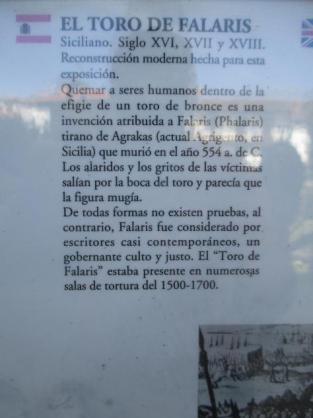 EL TORO DE FALARIS
Siciliano. Siglo XVI, XVII y XVIII.
Reconstrucción moderna hecha para esta
exposición.
Quemar a seres humanos dentro de la
efigie de un toro de bronce es una
invención atribuida a Falaris (Phalaris)
tirano de Agrakas (actual Agrigento, en
Sicilia) que murió en el año 554 a. de C.
Los alaridos y los gritos de las víctimas
salían por la boca del toro y parecía que
la figura mugía.
De todas formas no existen pruebas, al
contrario, Falaris fue considerado por
escritores casi contemporáneos, un
gobernante culto y justo. El "Toro de
Falaris" estaba presente en numerosas
salas de tortura del 1500-1700.